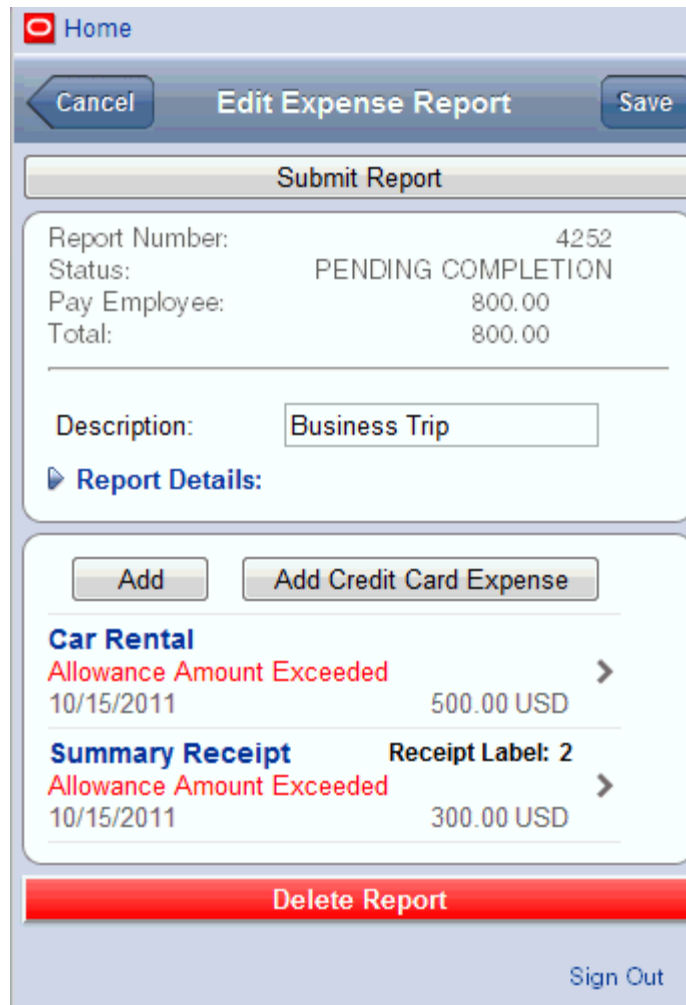 Home
Cancel Edit Expense Report Save
Submit Report
Report Number: 4252
Status: PENDING COMPLETION
Pay Employee: 800.00
Total: 800.00
Description: Business Trip
Report Details:
Add Add Credit Card Expense
Car Rental
Allowance Amount Exceeded
10/15/2011 500.00 USD
Summary Receipt Receipt Label: 2
Allowance Amount Exceeded
10/15/2011 300.00 USD
Delete Report
Sign Out